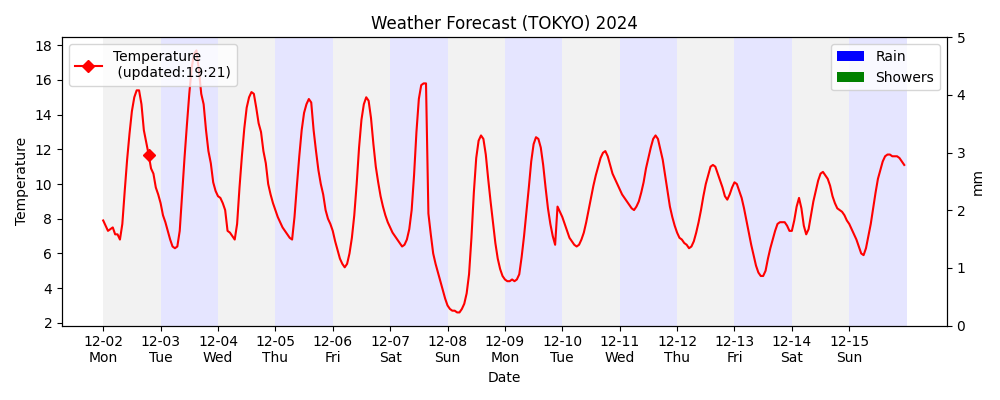 Weather Forecast (TOKYO) 2024
Temperature
(updated:19:21)
Rain
Showers
Temperature
18
16
14
12
10
8
6
4
2
5
4
3
2
1
0
mm
12-02 12-03 12-04 12-05 12-06 12-07 12-08 12-09 12-10 12-11 12-12 12-13 12-14 12-15
Mon Tue Wed Thu Fri Sat Sun Mon Tue Wed Thu Fri Sat Sun
Date